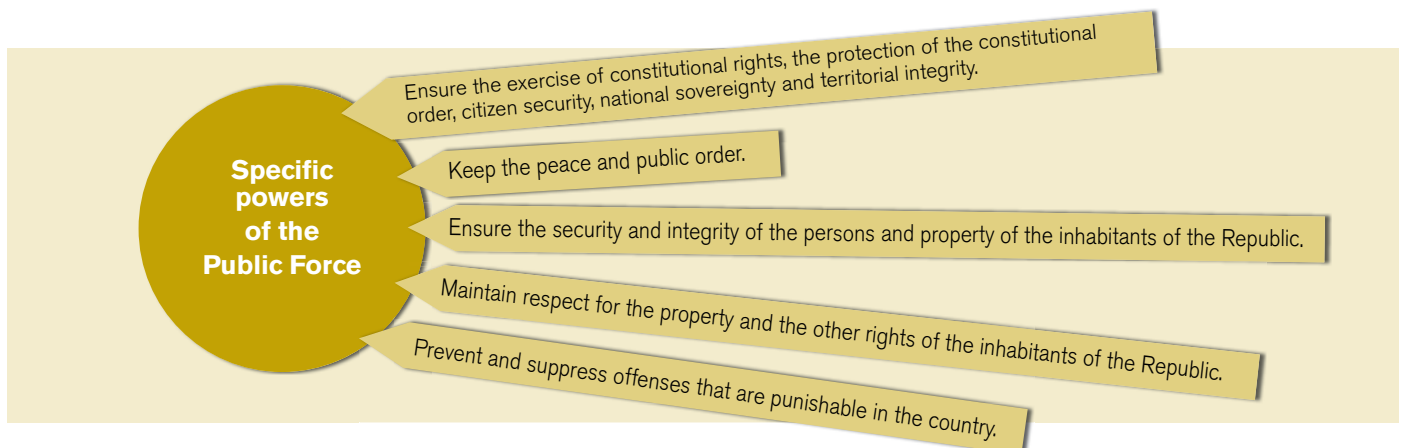 Specific
powers
of the
Public Force
Ensure the exercise of constitutional rights, the protection of the constitutional
order, citizen security, national sovereignty and territorial integrity.
Keep the peace and public order.
Ensure the security and integrity of the persons and property of the inhabitants of the Republic.
Maintain respect for the property and the other rights of the inhabitants of the Republic.
Prevent and suppress offenses that are punishable in the country.